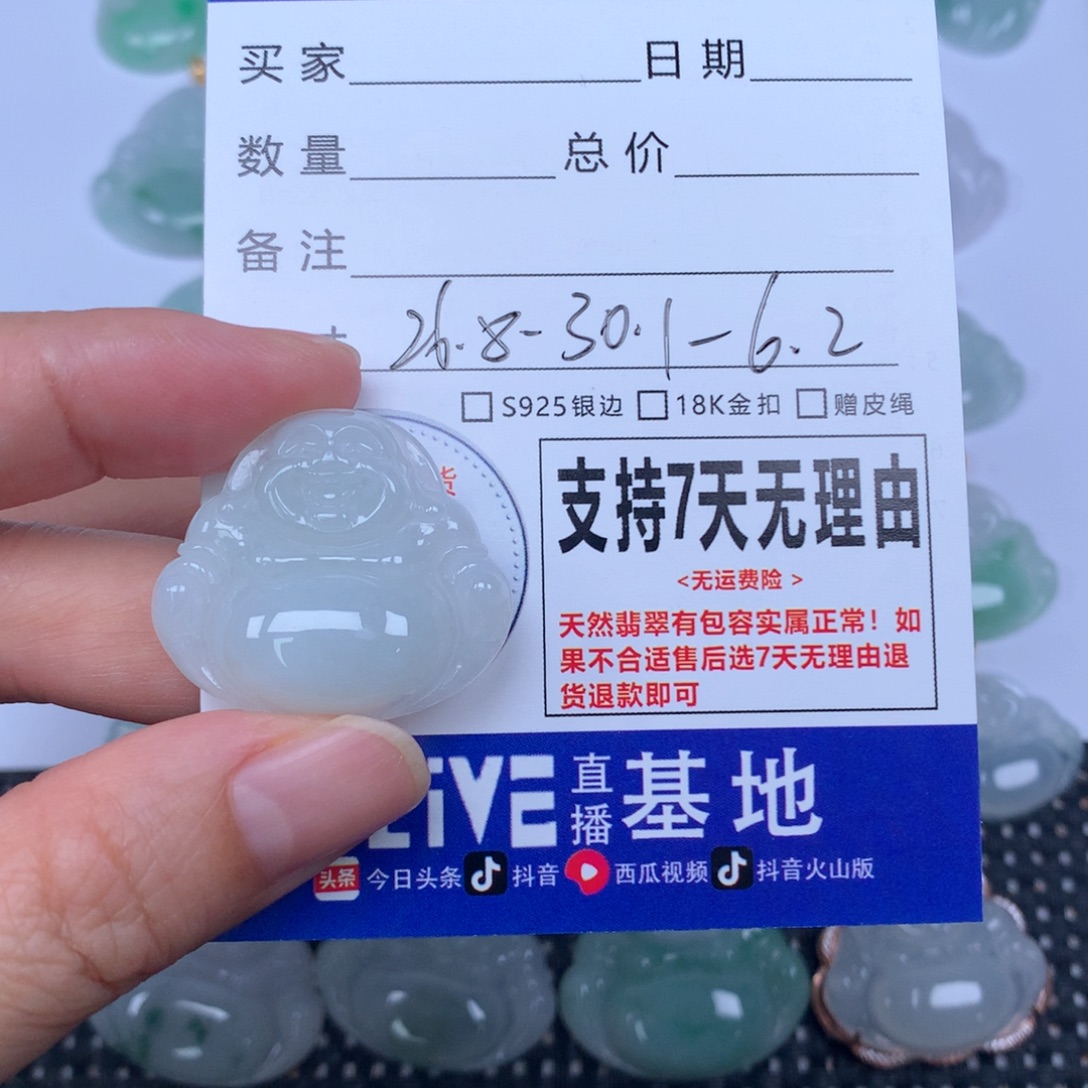 买家 日期
数量 总价
备注
26.8-30.1-6.2
S925银边 18K金扣 赠皮绳
货
支持7天无理由
<无运费险 >
天然翡翠有包容实属正常！如
果不合适售后选7天无理由退
货退款即可
LiVE 直播 基地
头条 今日头条 抖音 西瓜视频 抖音火山版